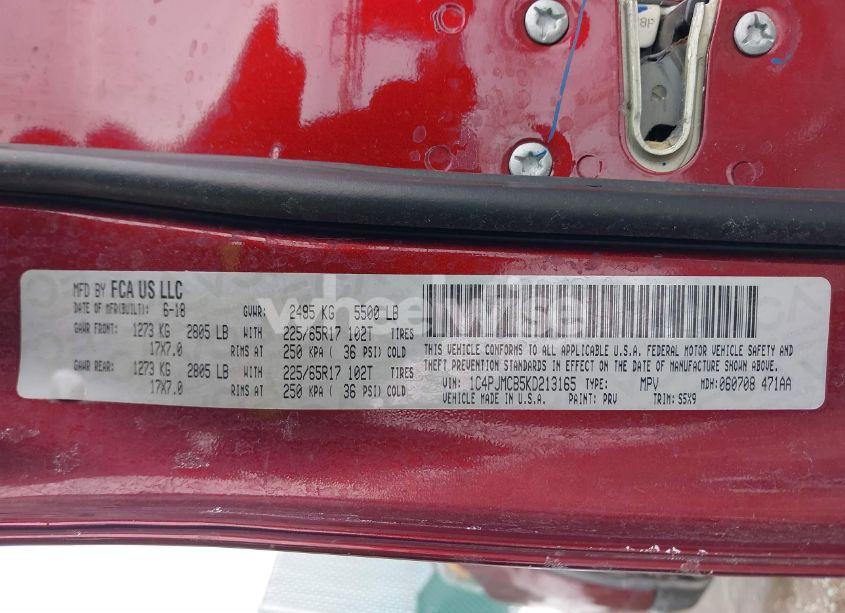 MFD BY FCA US LLC
DATE OF MFR(BUILT): 6-18 GVWR: 2495 KG 5500 LB
GAWR FRONT: 1273 KG 2805 LB WITH 225/65R17 102T TIRES
17X7.0 RIMS AT 250 KPA ( 36 PSI) COLD
GAWR REAR: 1273 KG 2805 LB WITH 225/65R17 102T TIRES
17X7.0 RIMS AT 250 KPA ( 36 PSI) COLD
THIS VEHICLE CONFORMS TO ALL APPLICABLE U.S.A. FEDERAL MOTOR VEHICLE SAFETY AND
THEFT PREVENTION STANDARDS IN EFFECT ON THE DATE OF MANUFACTURE SHOWN ABOVE.
VIN: 1C4PJMCB5KD213165 TYPE: MPV MDH: 060708 471AA
VEHICLE MADE IN U.S.A. PAINT: PRV TRIM: S5X9